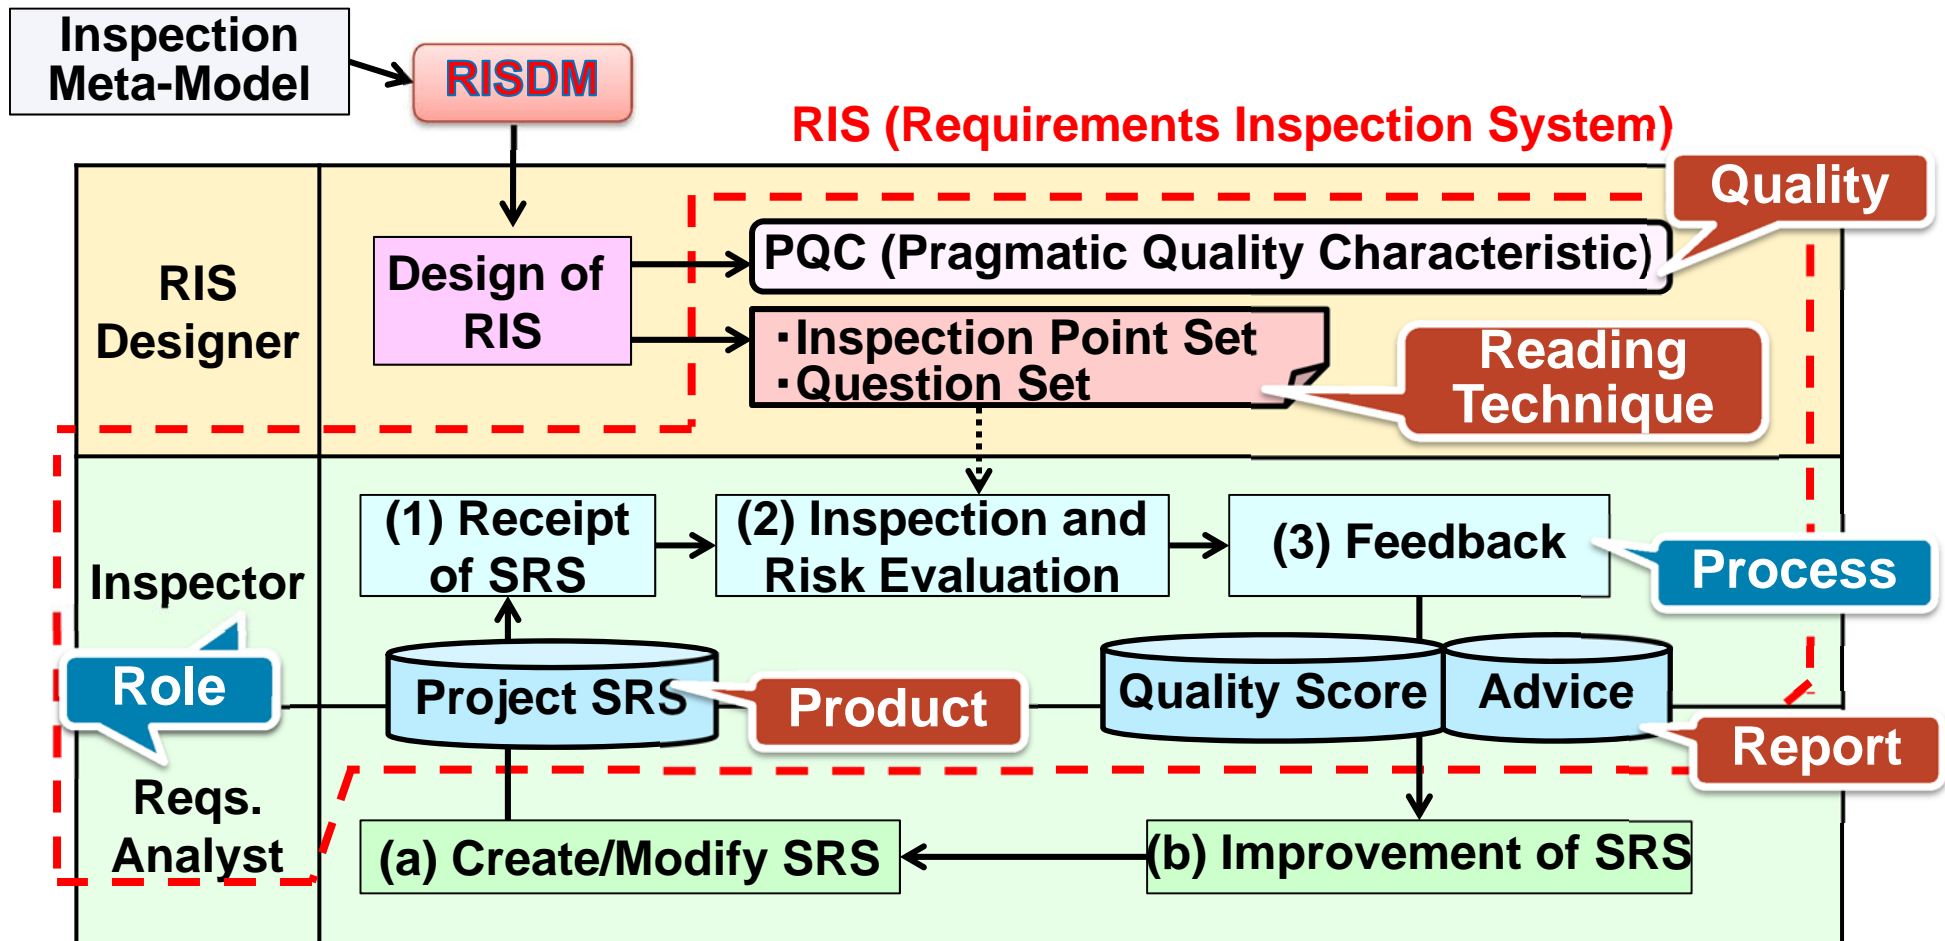 Inspection
Meta-Model
RISDM
RIS (Requirements Inspection System)
Quality
RIS
Designer
Design of
RIS
PQC (Pragmatic Quality Characteristic)
・Inspection Point Set
・Question Set
Reading
Technique
Inspector
(1) Receipt
of SRS
(2) Inspection and
Risk Evaluation
(3) Feedback
Process
Role
Project SRS
Product
Quality Score
Advice
Report
Reqs.
Analyst
(a) Create/Modify SRS
(b) Improvement of SRS